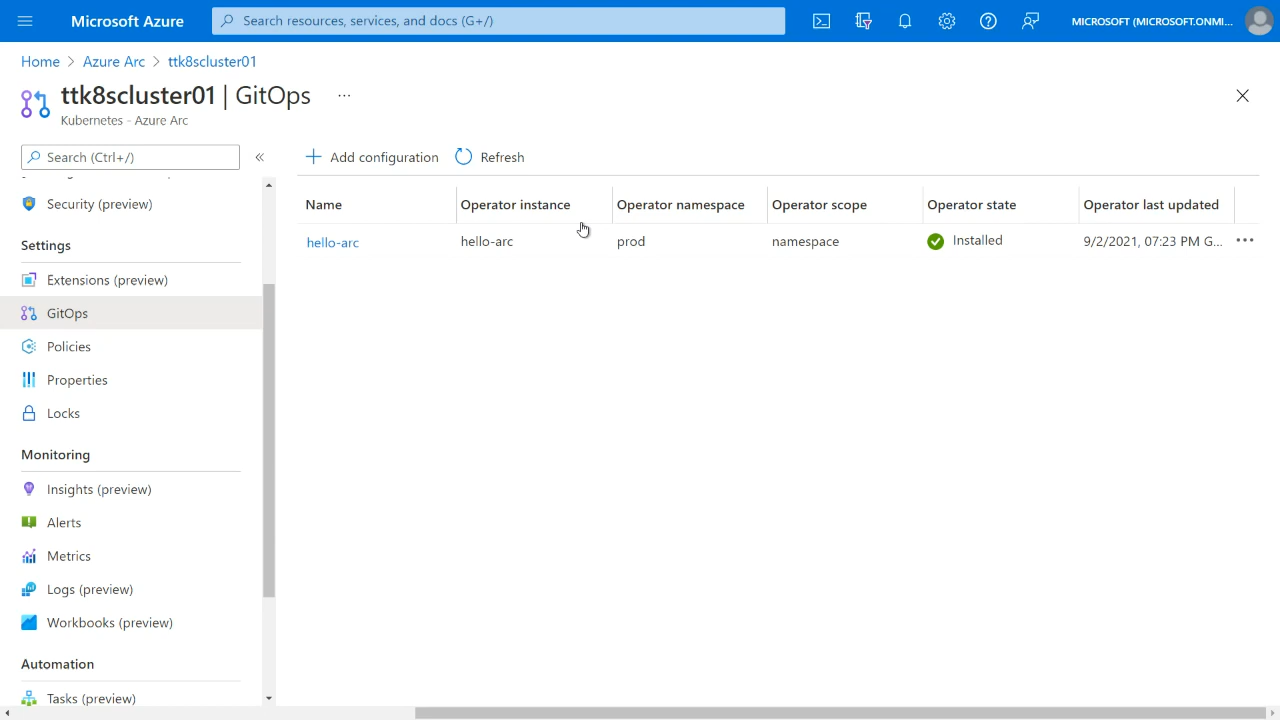 Microsoft Azure
Search resources, services, and docs (G+/)
MICROSOFT (MICROSOFT.ONMI...
Home > Azure Arc > ttk8scluster01
ttk8scluster01 | GitOps ...
Kubernetes - Azure Arc
Search (Ctrl+/)
«
Add configuration
Refresh
Security (preview)
Settings
Extensions (preview)
GitOps
Policies
Properties
Locks
Monitoring
Insights (preview)
Alerts
Metrics
Logs (preview)
Workbooks (preview)
Automation
Tasks (preview)
Name Operator instance Operator namespace Operator scope Operator state Operator last updated
hello-arc hello-arc prod namespace Installed 9/2/2021, 07:23 PM G... •••